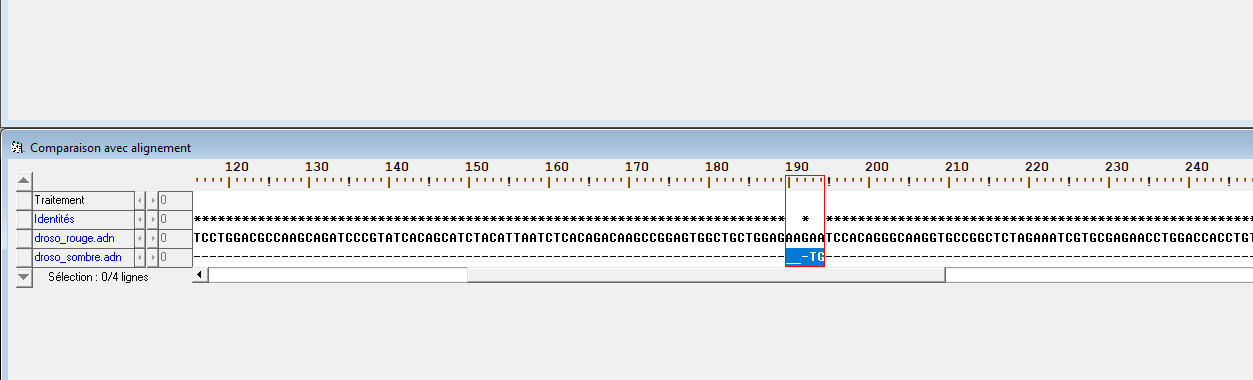 Comparaison avec alignement
120 130 140 150 160 170 180 190 200 210 220 230 240
Traitement 0
Identités 0 **************************************************************************  *  ******************************************************
droso_rouge.adn 0 TCCTGGACGCCAAGCAGATCCCGTATCACAGCATCTACATTAATCTCACAGACAAGCCGGAGTGGCTGCTGGAGAAGAATCCACAGGGCAAGGTGCCGGCTCTAGAAATCGTGCGAGAACCTGGACCACCTGT
droso_sombre.adn 0 --------------------------------------------------------------------------__-TG------------------------------------------------------
Sélection : 0/4 lignes